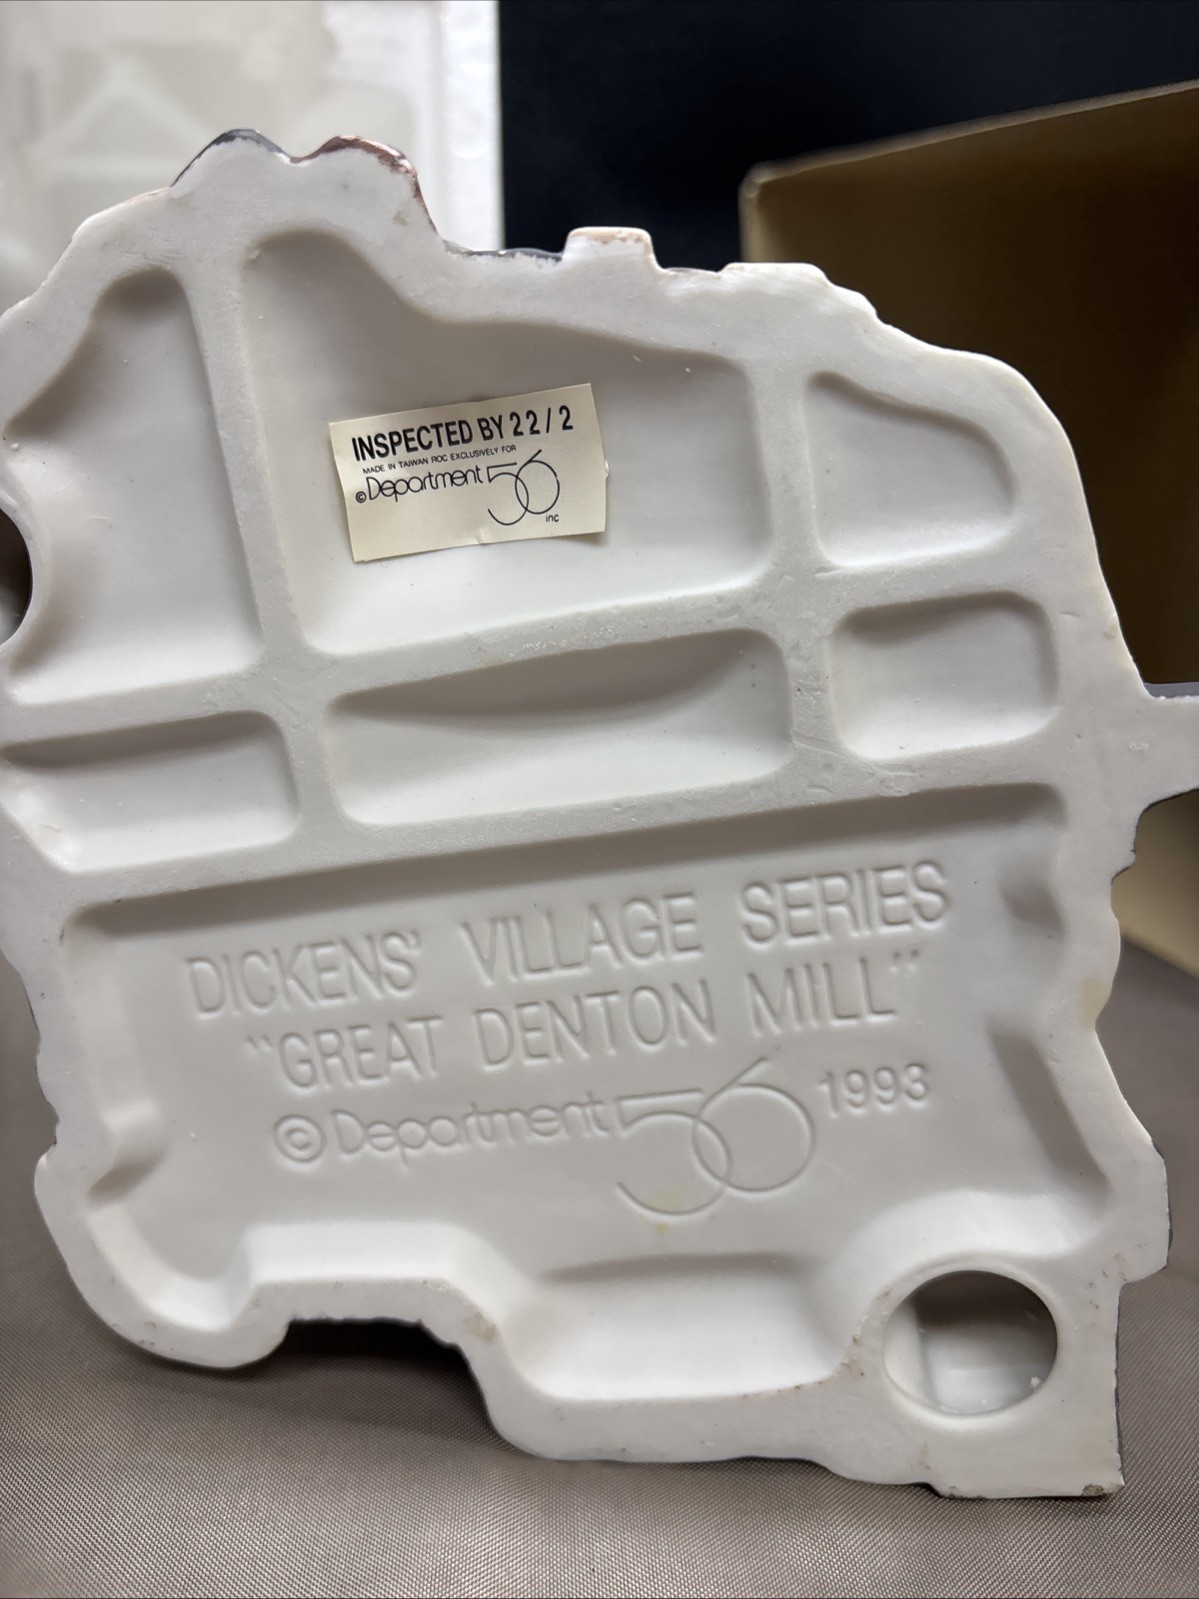 INSPECTED BY 22/2
MADE IN TAIWAN ROC EXCLUSIVELY FOR
©Department 56
inc
DICKENS' VILLAGE SERIES
"GREAT DENTON MILL"
© Department 56 1993